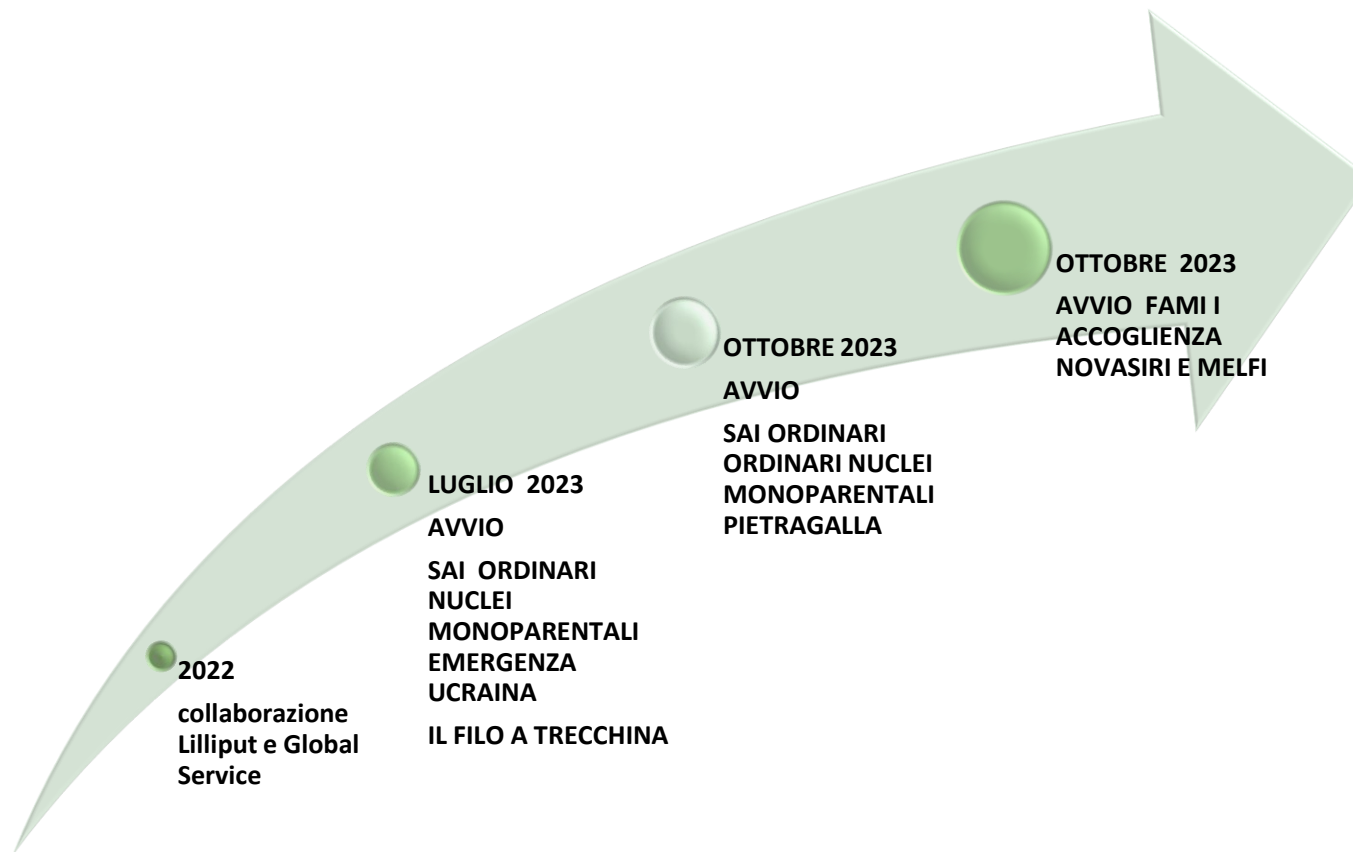 2022
collaborazione
Lilliput e Global
Service
LUGLIO 2023
AVVIO
SAI ORDINARI
NUCLEI
MONOPARENTALI
EMERGENZA
UCRAINA
IL FILO A TRECCHINA
OTTOBRE 2023
AVVIO
SAI ORDINARI
ORDINARI NUCLEI
MONOPARENTALI
PIETRAGALLA
OTTOBRE 2023
AVVIO FAMI I
ACCOGLIENZA
NOVASIRI E MELFI